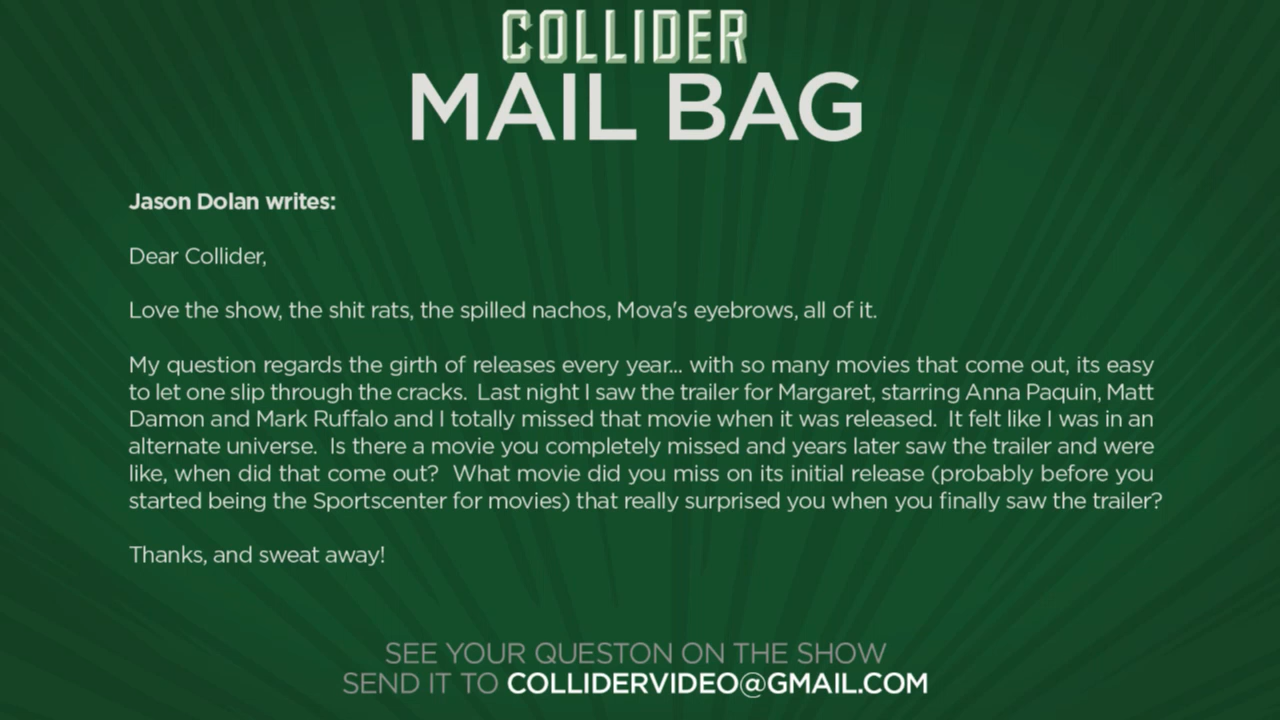 COLLIDER
MAIL BAG
Jason Dolan writes:
Dear Collider,
Love the show, the shit rats, the spilled nachos, Mova's eyebrows, all of it.
My question regards the girth of releases every year... with so many movies that come out, its easy
to let one slip through the cracks.  Last night I saw the trailer for Margaret, starring Anna Paquin, Matt
Damon and Mark Ruffalo and I totally missed that movie when it was released.  It felt like I was in an
alternate universe.  Is there a movie you completely missed and years later saw the trailer and were
like, when did that come out?  What movie did you miss on its initial release (probably before you
started being the Sportscenter for movies) that really surprised you when you finally saw the trailer?
Thanks, and sweat away!
SEE YOUR QUESTON ON THE SHOW
SEND IT TO COLLIDERVIDEO@GMAIL.COM